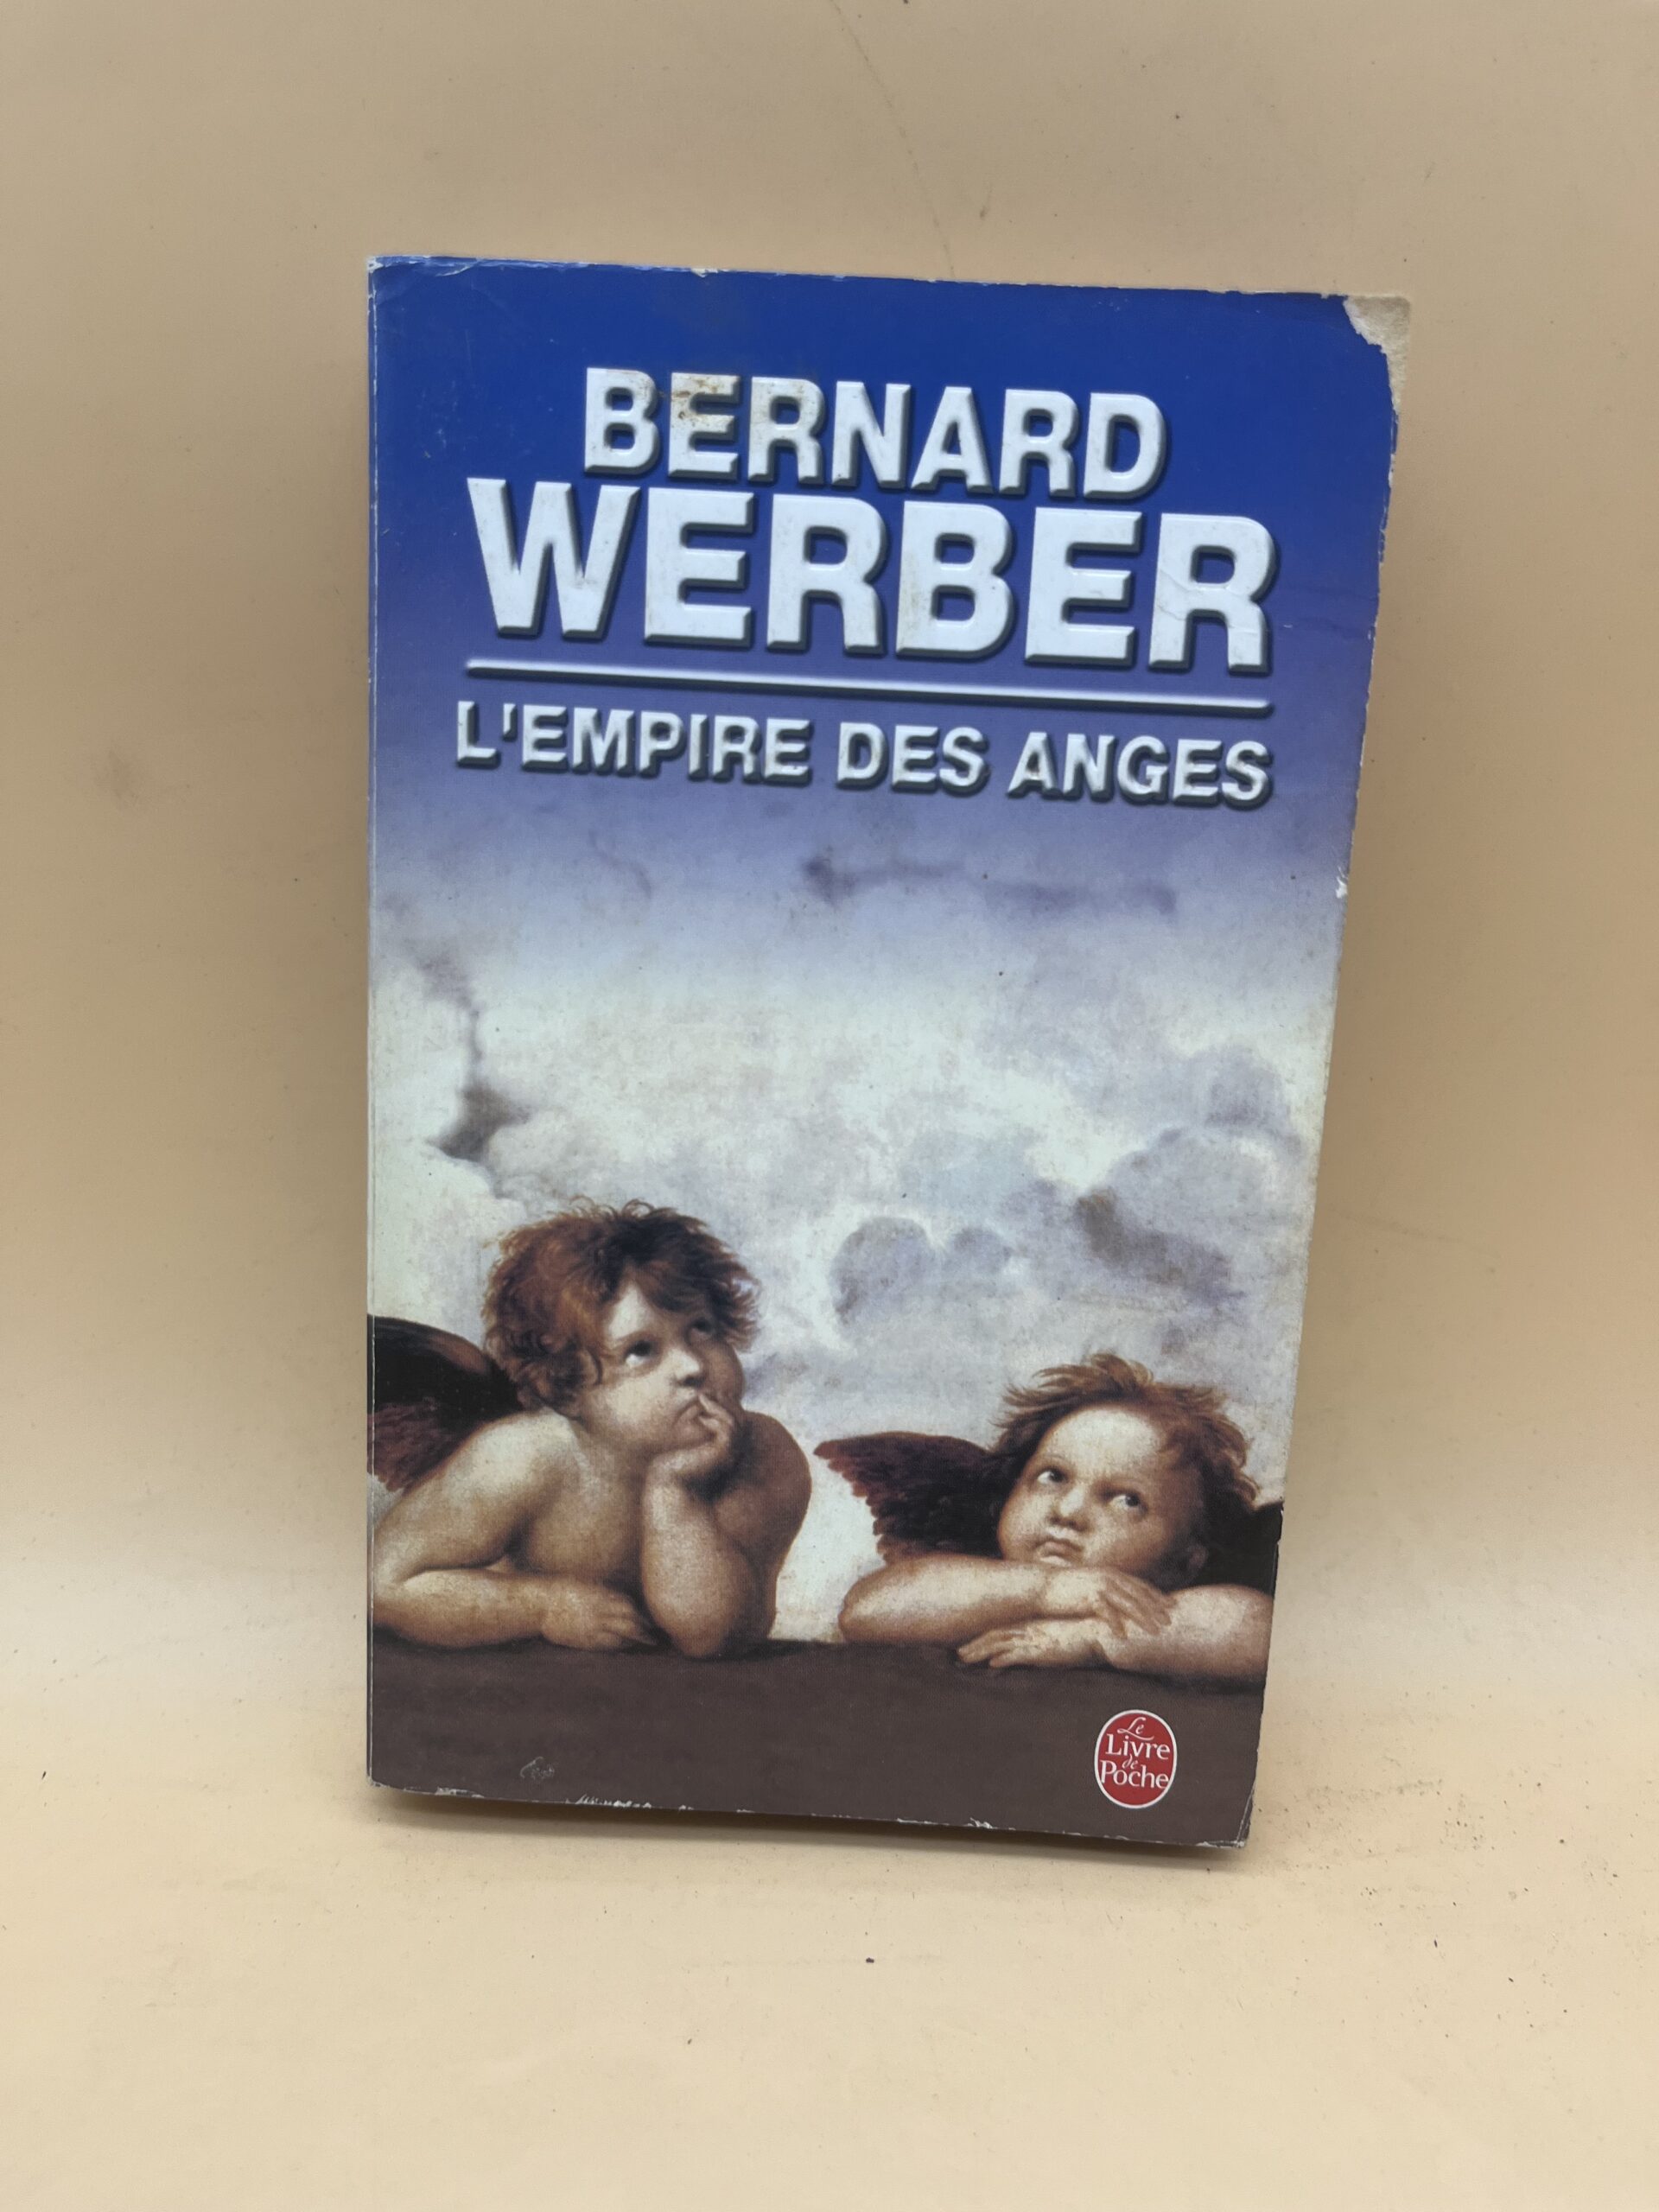 BERNARD
WERBER
L'EMPIRE DES ANGES
Le
Livre
de
Poche